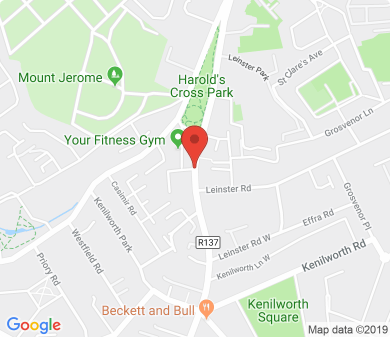 Leinster Park
St Clare's Ave
Mount Jerome
Harold's
Cross Park
Grosvenor Ln
Your Fitness Gym
Casimir Rd
Leinster Rd
Grosvenor Pl
Kenilworth Park
Effra Rd
Westfield Rd
R137
Leinster Rd W
Kenilworth Rd
Priory Rd
Kenilworth Ln W
Beckett and Bull
Kenilworth
Square
Google
Map data ©2019